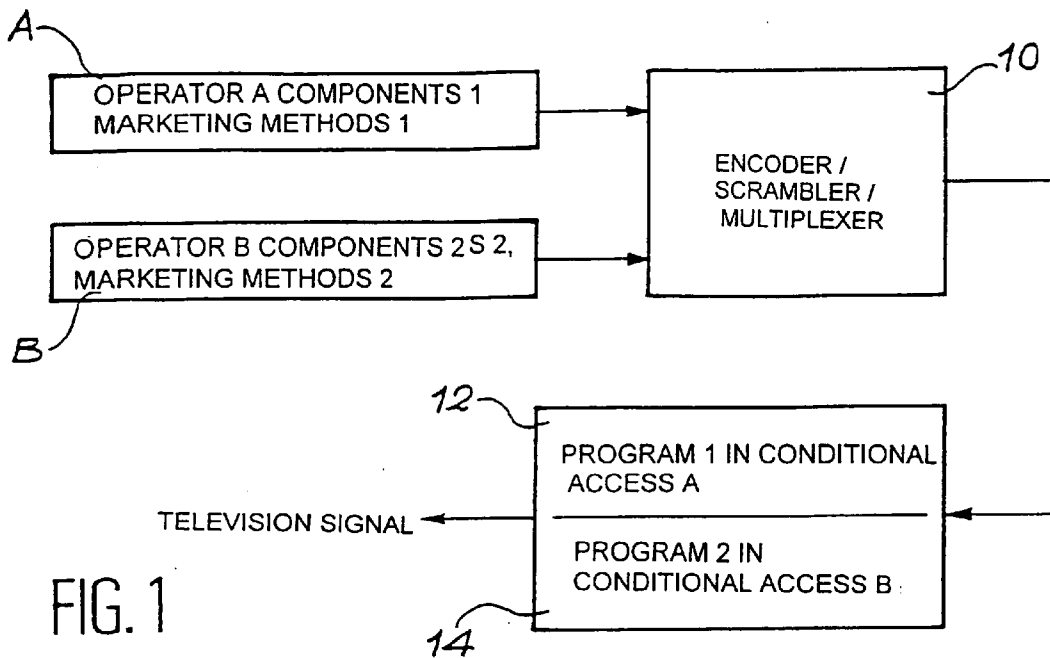 A
OPERATOR A COMPONENTS 1
MARKETING METHODS 1
10
ENCODER /
SCRAMBLER /
MULTIPLEXER
OPERATOR B COMPONENTS 2 S 2,
MARKETING METHODS 2
B
12
PROGRAM 1 IN CONDITIONAL
ACCESS A
TELEVISION SIGNAL
PROGRAM 2 IN
CONDITIONAL ACCESS B
14
FIG. 1